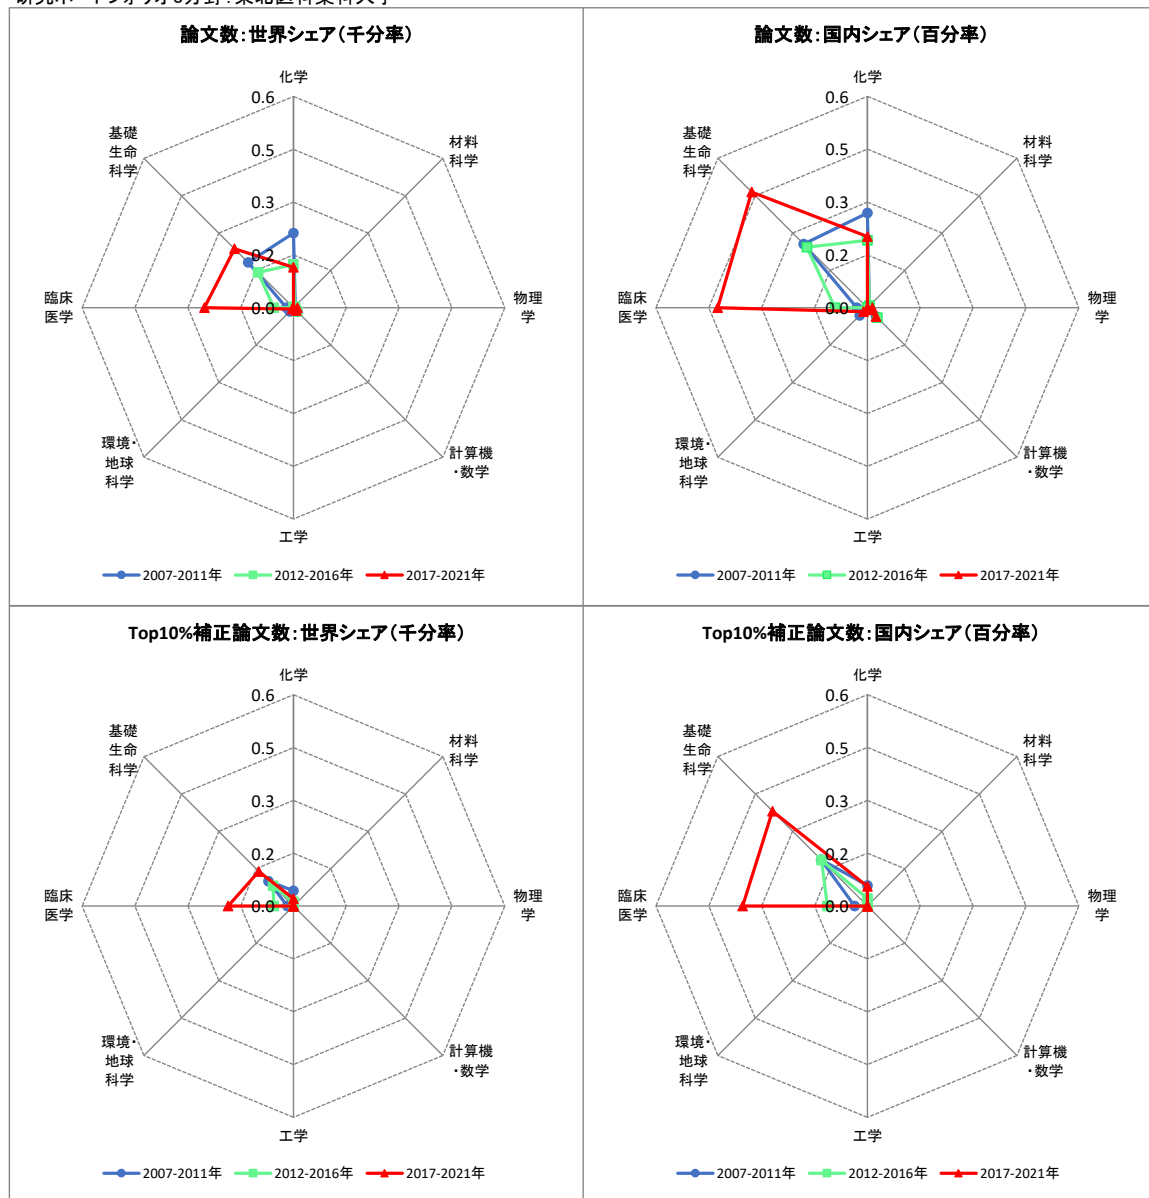 論文数:世界シェア(千分率)
化学
0.6
0.5
0.3
0.2
0.0
材料
科学
物理
学
計算機
・数学
工学
環境・
地球
科学
臨床
医学
基礎
生命
科学
2007-2011年
2012-2016年
2017-2021年
論文数:国内シェア(百分率)
化学
0.6
0.5
0.3
0.2
0.0
材料
科学
物理
学
計算機
・数学
工学
環境・
地球
科学
臨床
医学
基礎
生命
科学
2007-2011年
2012-2016年
2017-2021年
Top10%補正論文数:世界シェア(千分率)
化学
0.6
0.5
0.3
0.2
0.0
材料
科学
物理
学
計算機
・数学
工学
環境・
地球
科学
臨床
医学
基礎
生命
科学
2007-2011年
2012-2016年
2017-2021年
Top10%補正論文数:国内シェア(百分率)
化学
0.6
0.5
0.3
0.2
0.0
材料
科学
物理
学
計算機
・数学
工学
環境・
地球
科学
臨床
医学
基礎
生命
科学
2007-2011年
2012-2016年
2017-2021年